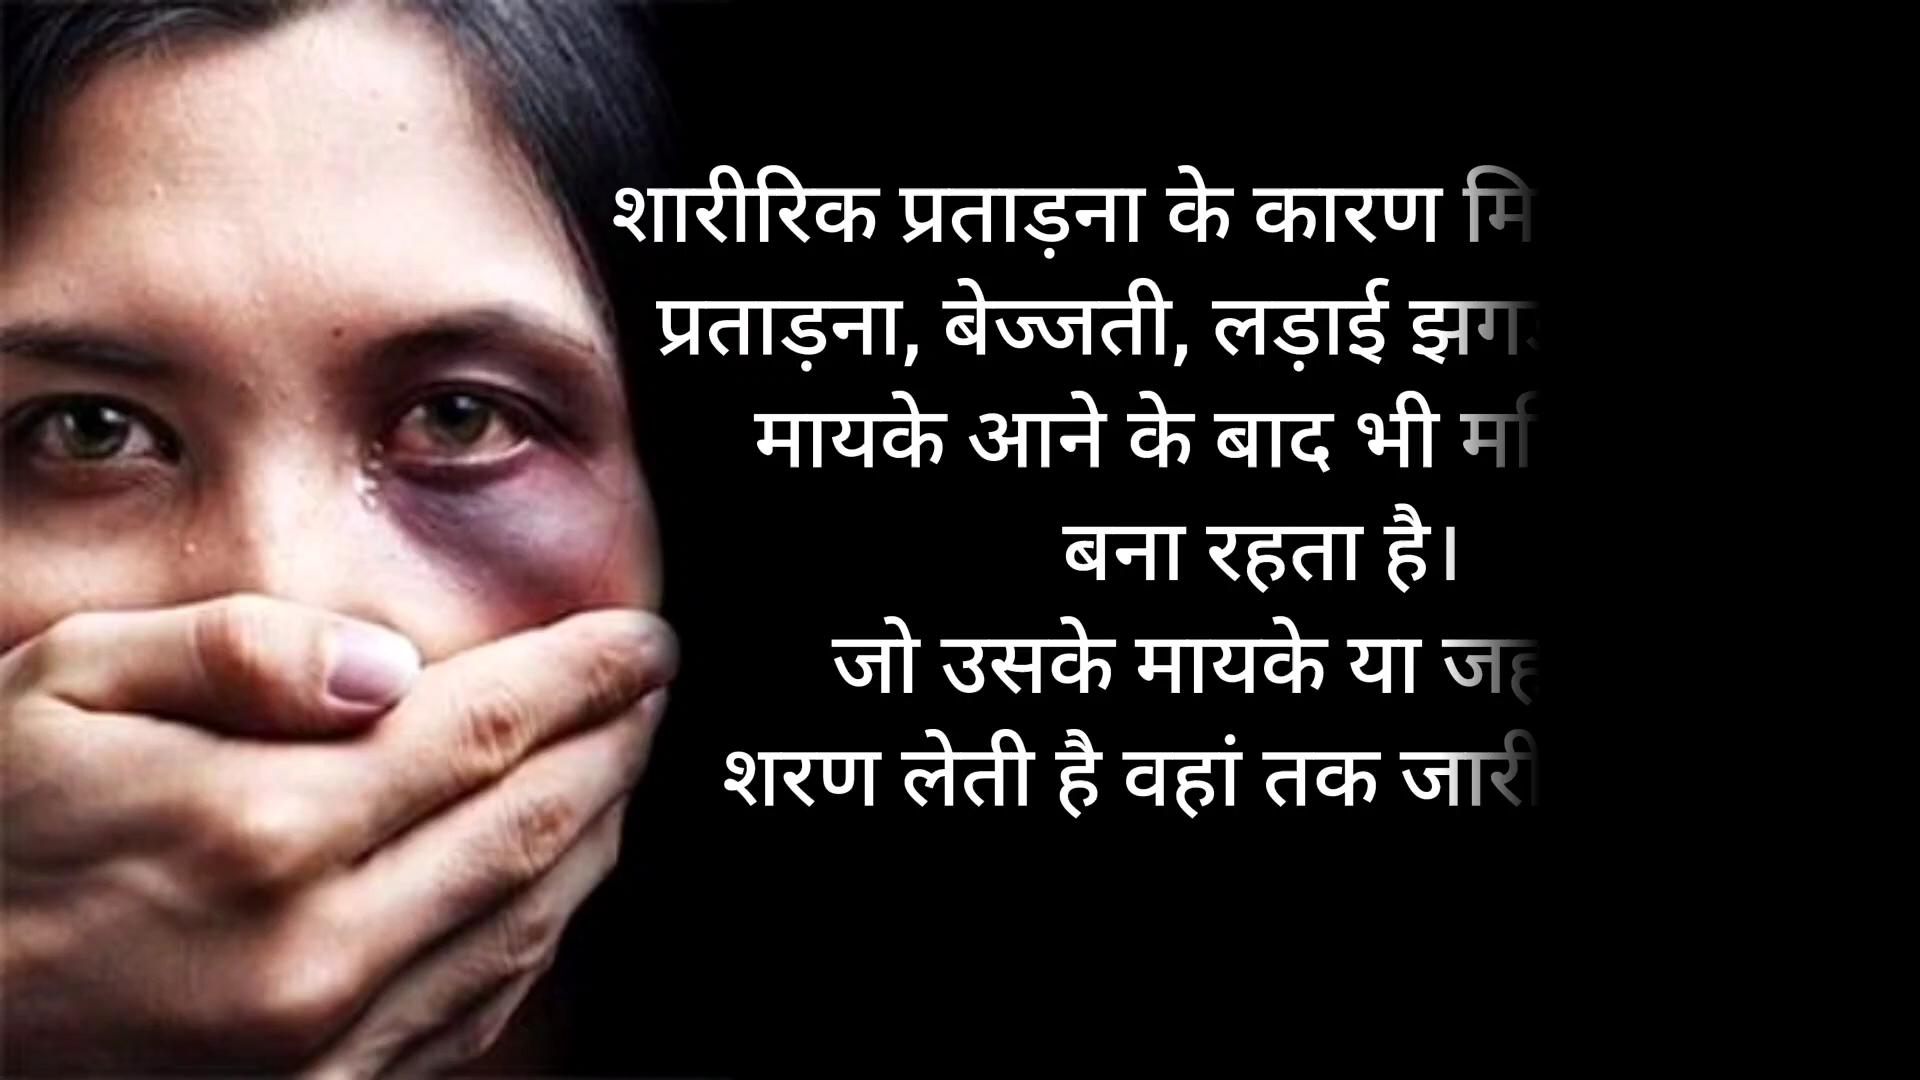 शारीरिक प्रताड़ना के कारण
प्रताड़ना, बेज्जती, लड़ाई
मायके आने के बाद भी
बना रहता है।
जो उसके मायके या
शरण लेती है वहां तक